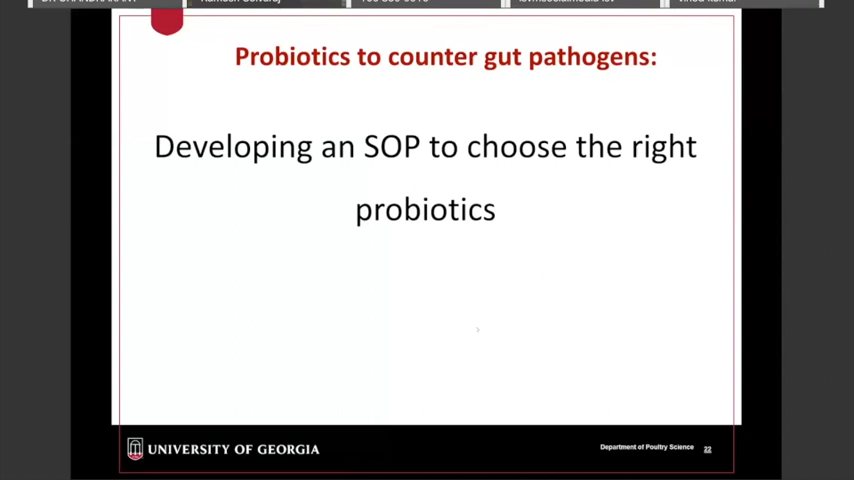 Probiotics to counter gut pathogens:
Developing an SOP to choose the right
probiotics
UNIVERSITY OF GEORGIA
Department of Poultry Science 22